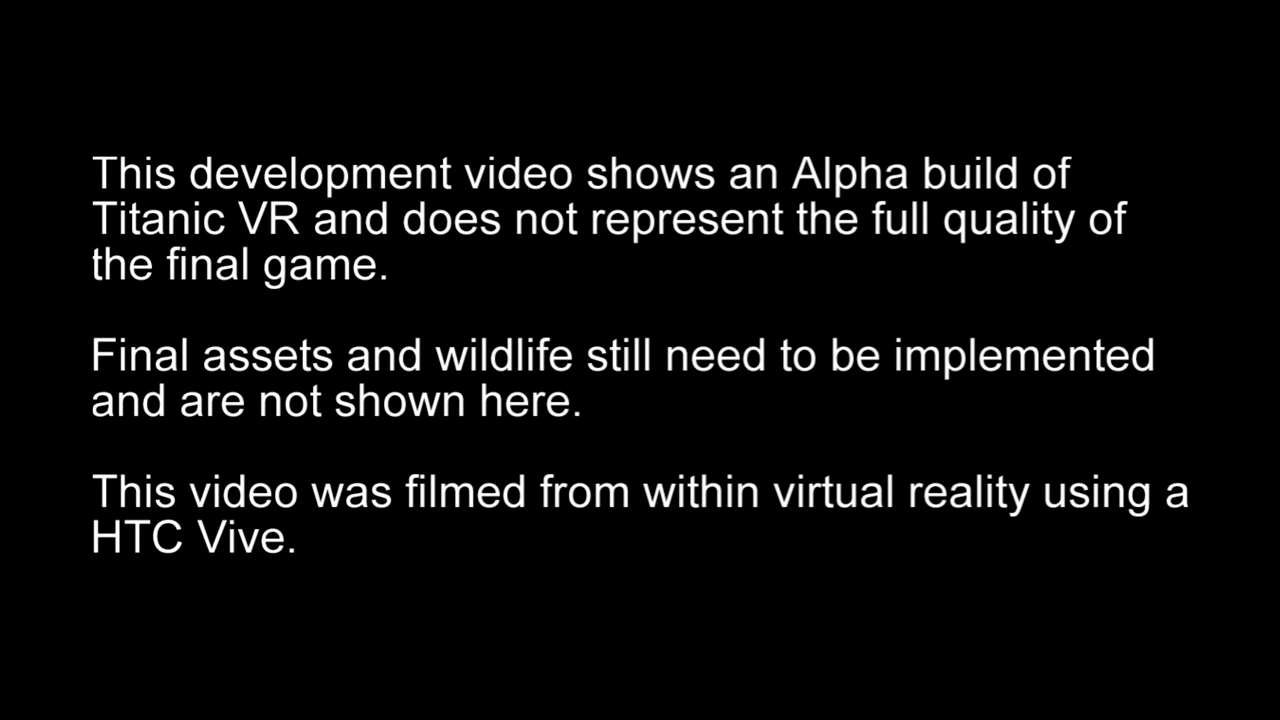 This development video shows an Alpha build of
Titanic VR and does not represent the full quality of
the final game.
Final assets and wildlife still need to be implemented
and are not shown here.
This video was filmed from within virtual reality using a
HTC Vive.